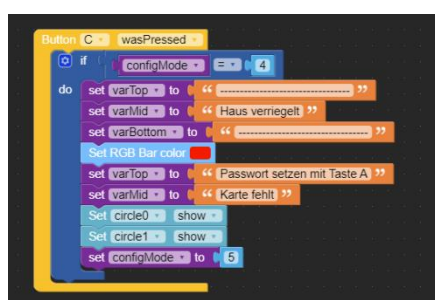 Button C wasPressed
if configMode = 4
do set varTop to “ --------------------------------- ”
set varMid to “ Haus verriegelt ”
set varBottom to “ --------------------------------- ”
Set RGB Bar color
set varTop to “ Passwort setzen mit Taste A ”
set varMid to “ Karte fehlt ”
Set circle0 show
Set circle1 show
set configMode to 5